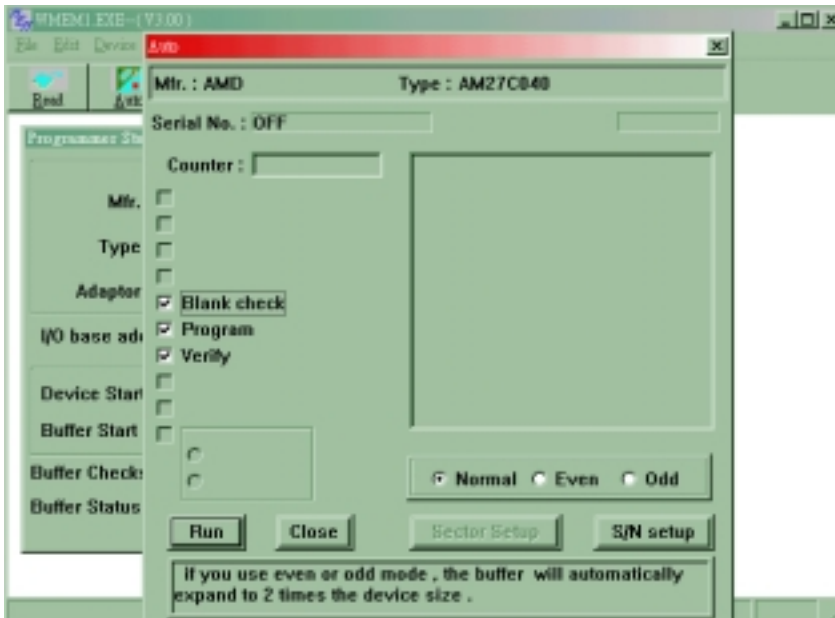 WMEM1.EXE--( V3.00 )
File Edit Device
Read Auto
Auto
Mfr. : AMD Type : AM27C040
Serial No. : OFF
Counter :
Blank check
Program
Verify
Normal Even Odd
Run Close Sector Setup S/N setup
if you use even or odd mode , the buffer will automatically
expand to 2 times the device size .
Programmer
Mfr.
Type
Adaptor
I/O base
Device Start
Buffer Start
Buffer
Buffer Status